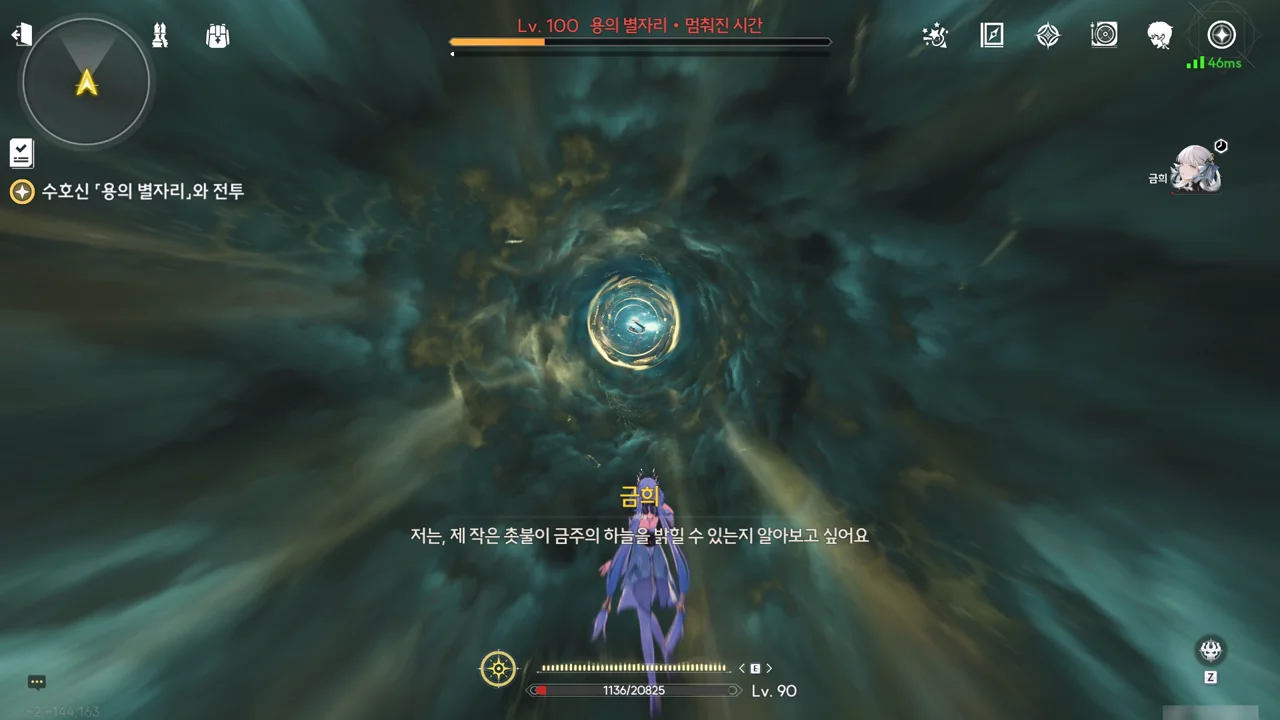 Lv. 100 용의 별자리 • 멈춰진 시간
46ms
금희
수호신 「용의 별자리」와 전투
금희
저는, 제 작은 촛불이 금주의 하늘을 밝힐 수 있는지 알아보고 싶어요
E
1136/20825
Lv. 90
Z
-2 -144 163